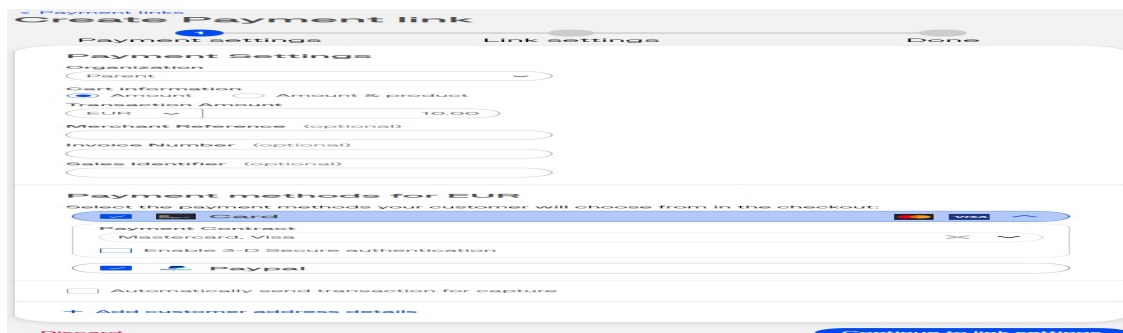 < Payment links
Create Payment link
1
Payment settings
Link settings
Done
Payment Settings
Organization
Parent
Cart information
Amount
Amount & product
Transaction Amount
EUR
10.00
Merchant Reference (optional)
Invoice Number (optional)
Sales Identifier (optional)
Payment methods for EUR
Select the payment methods your customer will choose from in the checkout:
Card
VISA
Payment Contract
Mastercard, Visa
Enable 3-D Secure authentication
Paypal
Automatically send transaction for capture
+ Add customer address details
Discard
Continue to link settings